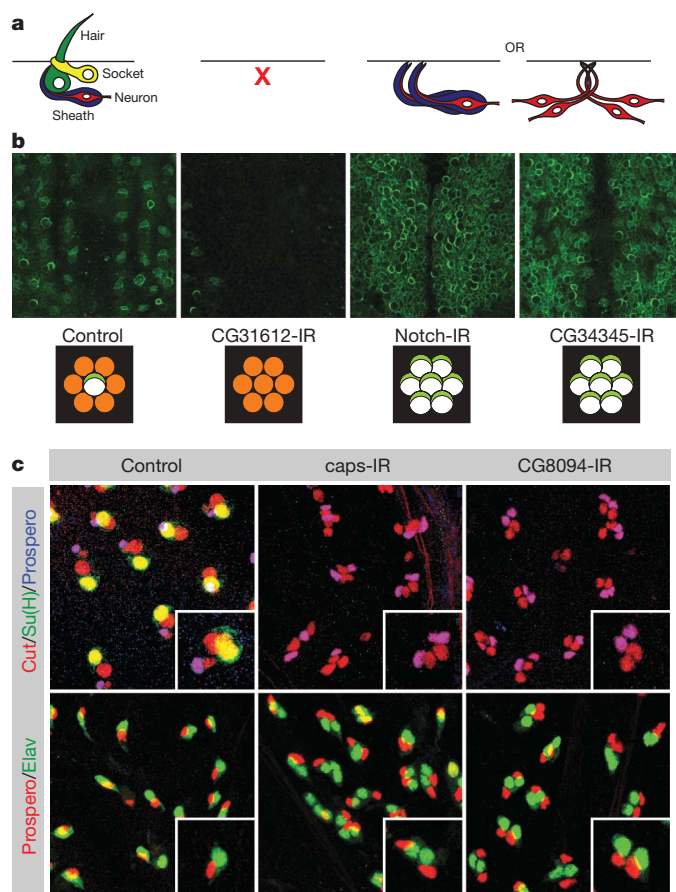 a
Hair
Socket
Neuron
Sheath
X
OR
b
Control
CG31612-IR
Notch-IR
CG34345-IR
c
Control
caps-IR
CG8094-IR
Cut/Su(H)/Prospero
Prospero/Elav